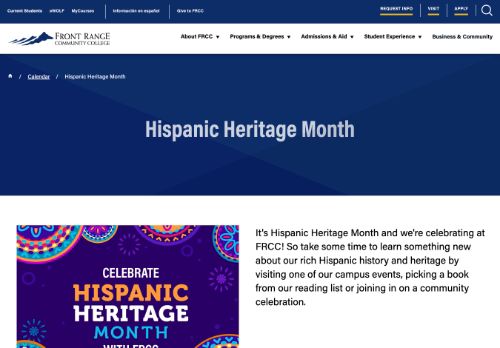 Current Students eWOLF MyCourses Información en español Give to FRCC REQUEST INFO VISIT APPLY
FRONT RANGE
COMMUNITY COLLEGE
About FRCC Programs & Degrees Admissions & Aid Student Experience Business & Community
/ Calendar / Hispanic Heritage Month
Hispanic Heritage Month
CELEBRATE
HISPANIC
HERITAGE
MONTH
WITH FRCC
It's Hispanic Heritage Month and we're celebrating at
FRCC! So take some time to learn something new
about our rich Hispanic history and heritage by
visiting one of our campus events, picking a book
from our reading list or joining in on a community
celebration.